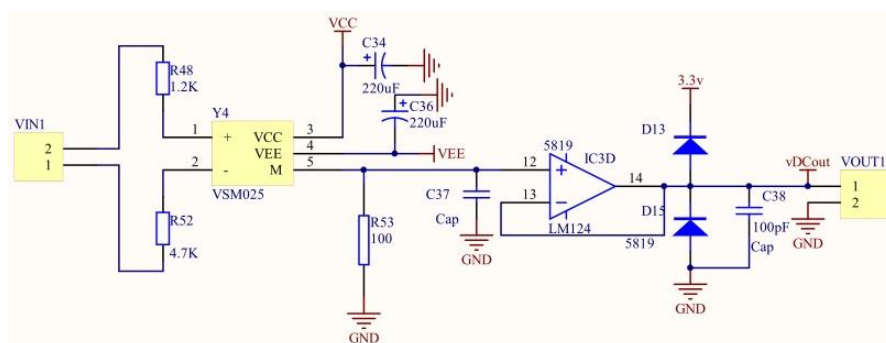 VCC
C34
220uF
R48
1.2K
C36
220uF
VIN1
2
1
Y4
1
+
VCC
3
VEE
4
VEE
2
-
M
5
VSM025
R52
4.7K
R53
100
GND
C37
Cap
GND
5819
IC3D
12
13
14
LM124
3.3v
D13
D15
5819
vDCout
C38
100pF
Cap
GND
VOUT1
1
2
GND